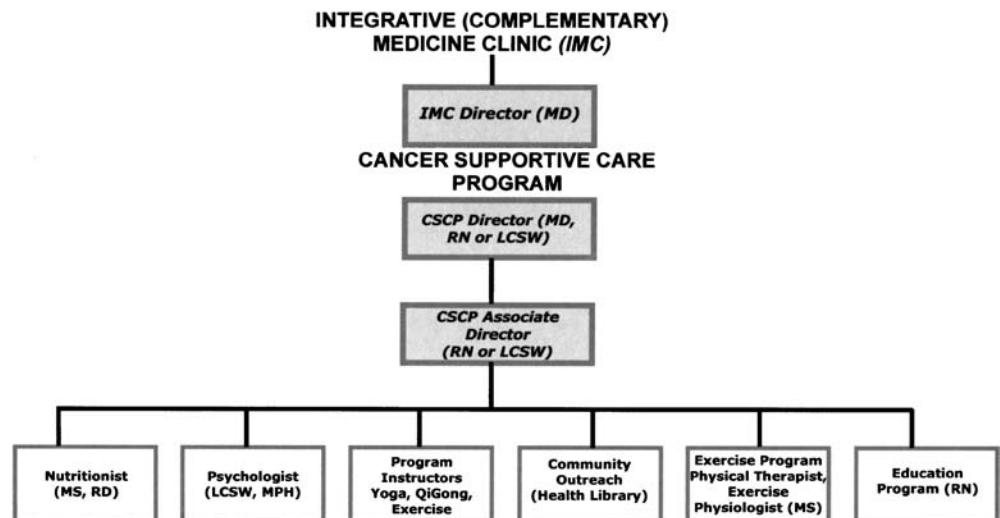 INTEGRATIVE (COMPLEMENTARY)
MEDICINE CLINIC (IMC)
IMC Director (MD)
CANCER SUPPORTIVE CARE
PROGRAM
CSCP Director (MD,
RN or LCSW)
CSCP Associate
Director
(RN or LCSW)
Nutritionist
(MS, RD)
Psychologist
(LCSW, MPH)
Program
Instructors
Yoga, QiGong,
Exercise
Community
Outreach
(Health Library)
Exercise Program
Physical Therapist,
Exercise
Physiologist (MS)
Education
Program (RN)